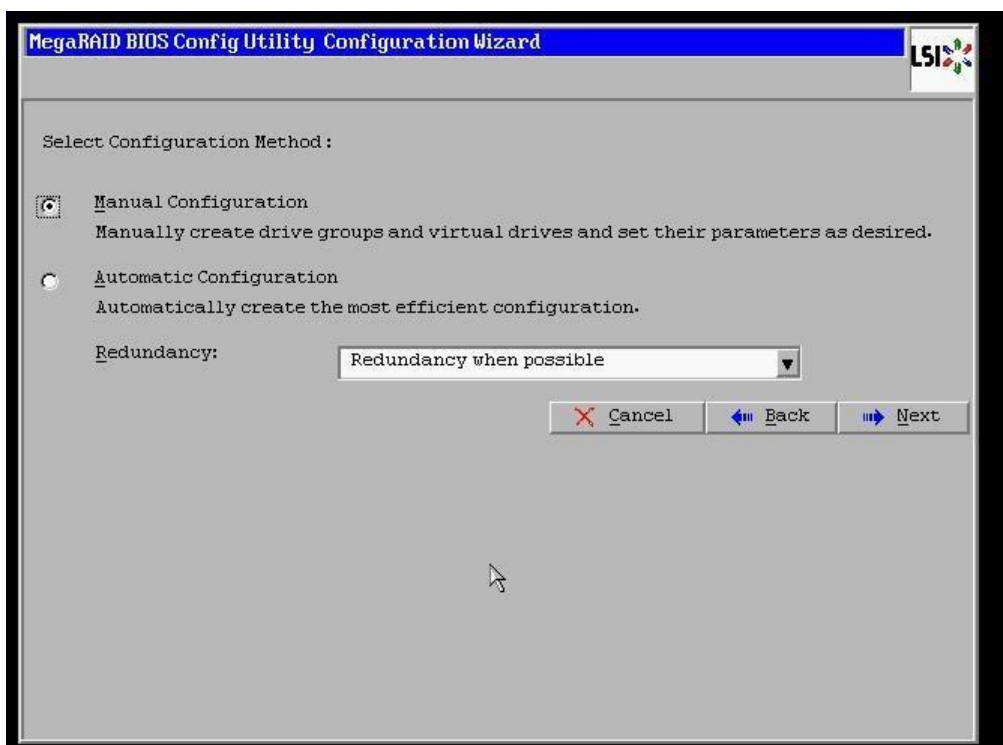 MegaRAID BIOS Config Utility Configuration Wizard
LSI
Select Configuration Method:
Manual Configuration
Manually create drive groups and virtual drives and set their parameters as desired.
Automatic Configuration
Automatically create the most efficient configuration.
Redundancy: Redundancy when possible
Cancel Back Next